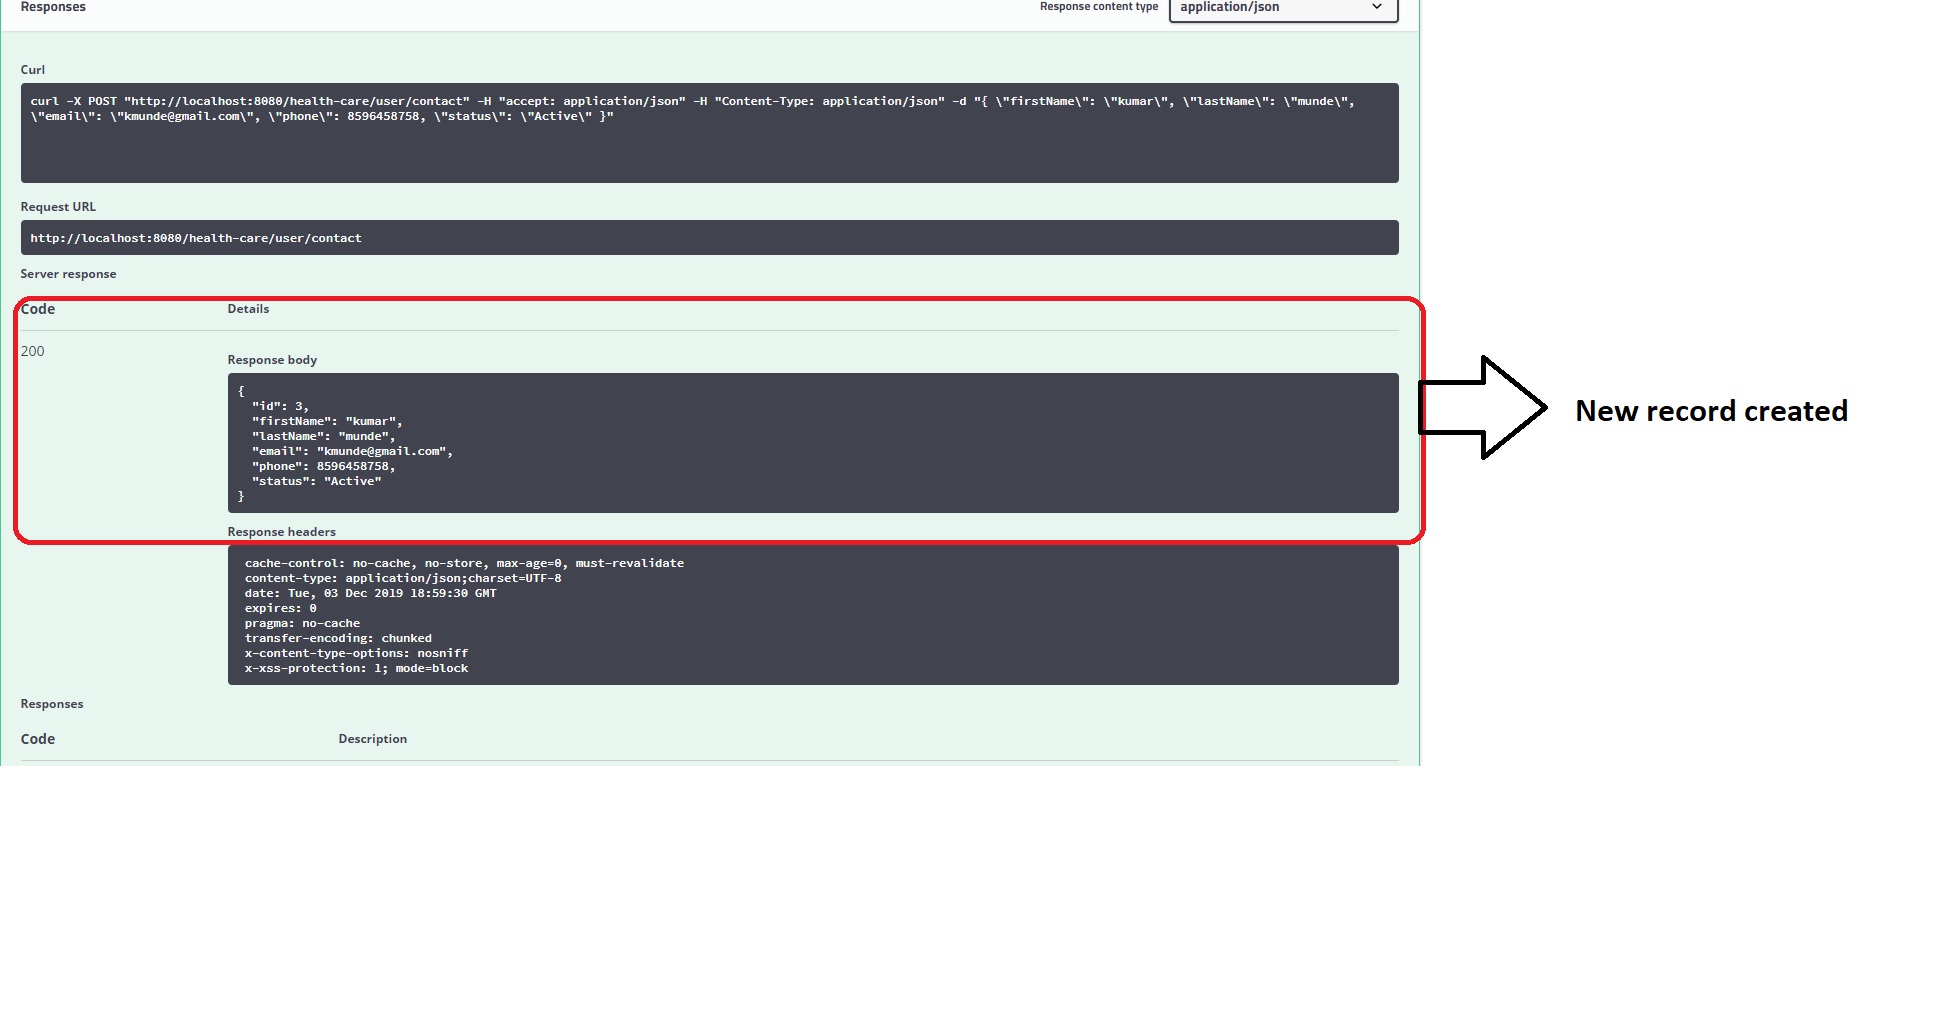 Responses
Response content type
application/json
Curl
curl -X POST "http://localhost:8080/health-care/user/contact" -H "accept: application/json" -H "Content-Type: application/json" -d "{ \"firstName\": \"kumar\", \"lastName\": \"munde\",
\"email\": \"kmunde@gmail.com\", \"phone\": 8596458758, \"status\": \"Active\" }"
Request URL
http://localhost:8080/health-care/user/contact
Server response
Code Details
200
Response body
{
"id": 3,
"firstName": "kumar",
"lastName": "munde",
"email": "kmunde@gmail.com",
"phone": 8596458758,
"status": "Active"
}
New record created
Response headers
cache-control: no-cache, no-store, max-age=0, must-revalidate
content-type: application/json;charset=UTF-8
date: Tue, 03 Dec 2019 18:59:30 GMT
expires: 0
pragma: no-cache
transfer-encoding: chunked
x-content-type-options: nosniff
x-xss-protection: 1; mode=block
Responses
Code Description